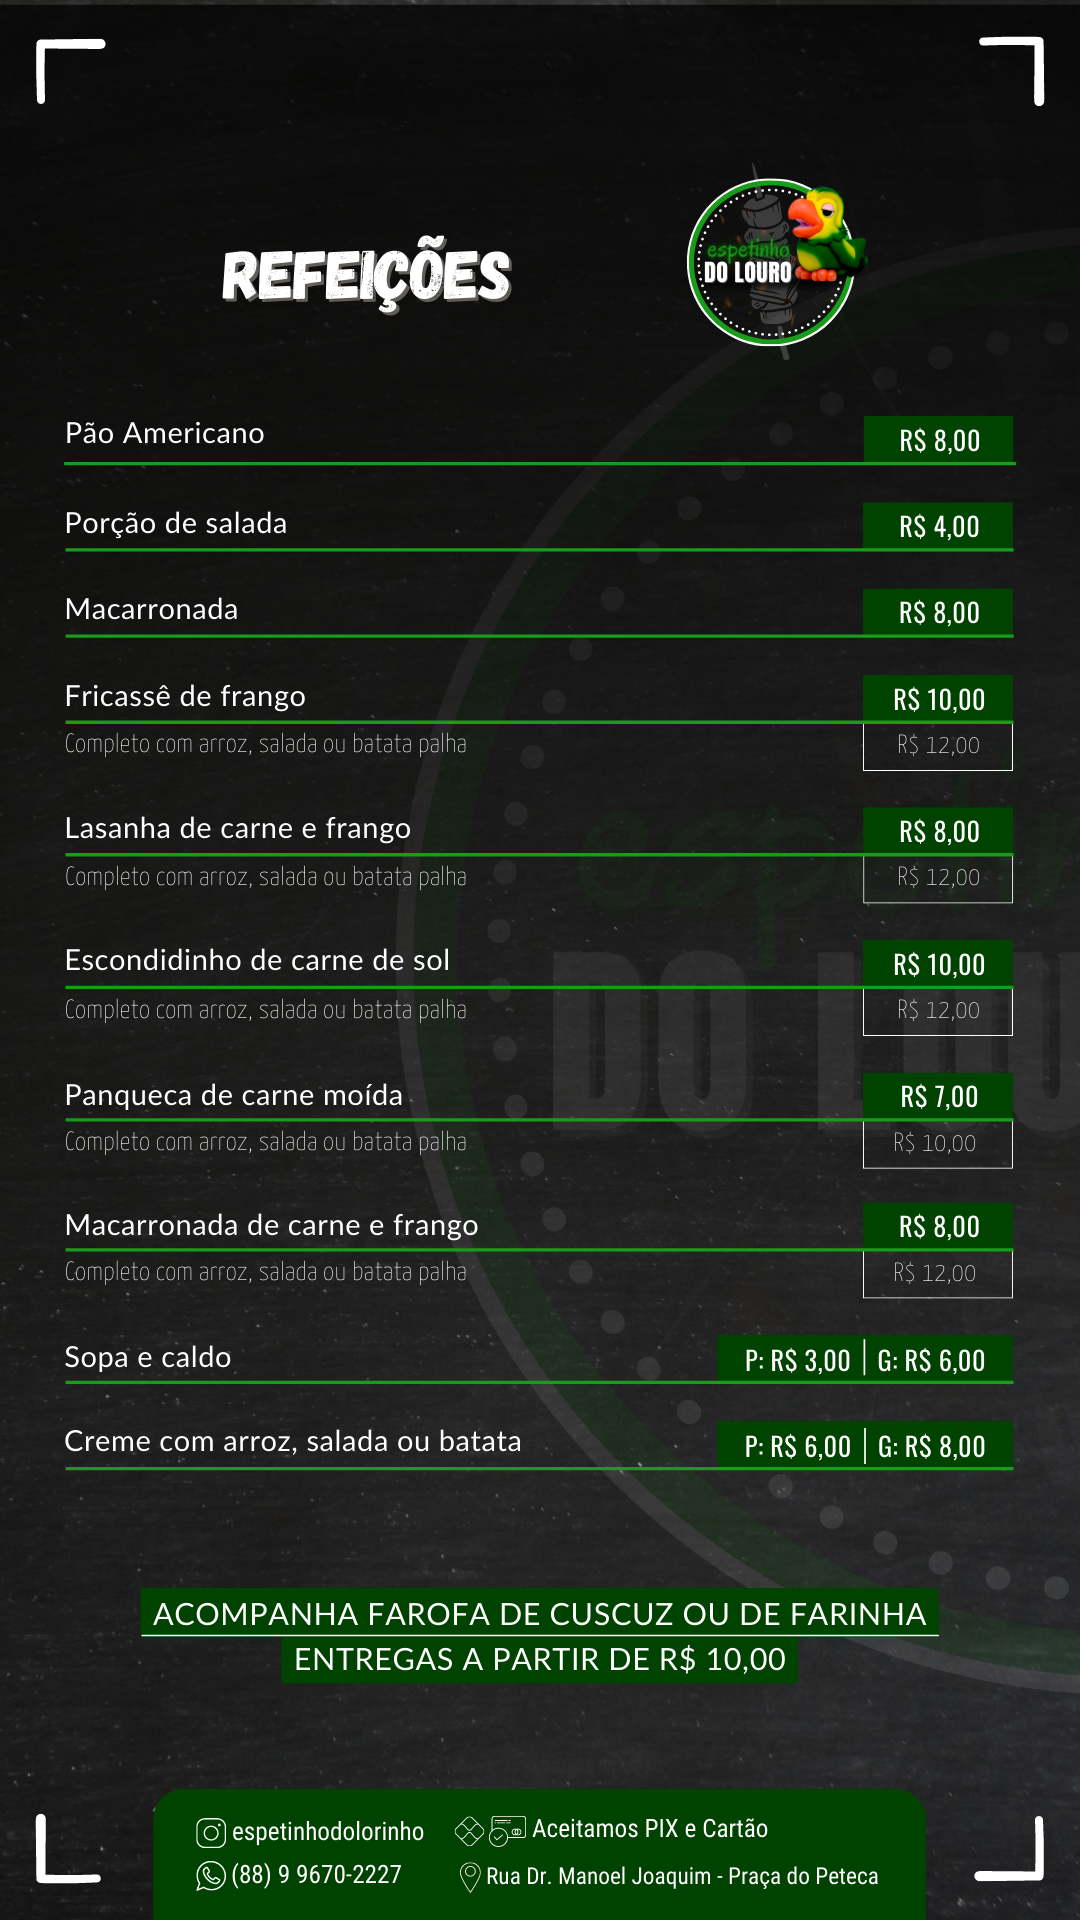 REFEIÇÕES
espetinho
DO LOURO
Pão Americano R$ 8,00
Porção de salada R$ 4,00
Macarronada R$ 8,00
Fricassê de frango R$ 10,00
Completo com arroz, salada ou batata palha R$ 12,00
Lasanha de carne e frango R$ 8,00
Completo com arroz, salada ou batata palha R$ 12,00
Escondidinho de carne de sol R$ 10,00
Completo com arroz, salada ou batata palha R$ 12,00
Panqueca de carne moída R$ 7,00
Completo com arroz, salada ou batata palha R$ 10,00
Macarronada de carne e frango R$ 8,00
Completo com arroz, salada ou batata palha R$ 12,00
Sopa e caldo P: R$ 3,00 | G: R$ 6,00
Creme com arroz, salada ou batata P: R$ 6,00 | G: R$ 8,00
ACOMPANHA FAROFA DE CUSCUZ OU DE FARINHA
ENTREGAS A PARTIR DE R$ 10,00
espetinhodolorinho Aceitamos PIX e Cartão
(88) 9 9670-2227 Rua Dr. Manoel Joaquim - Praça do Peteca